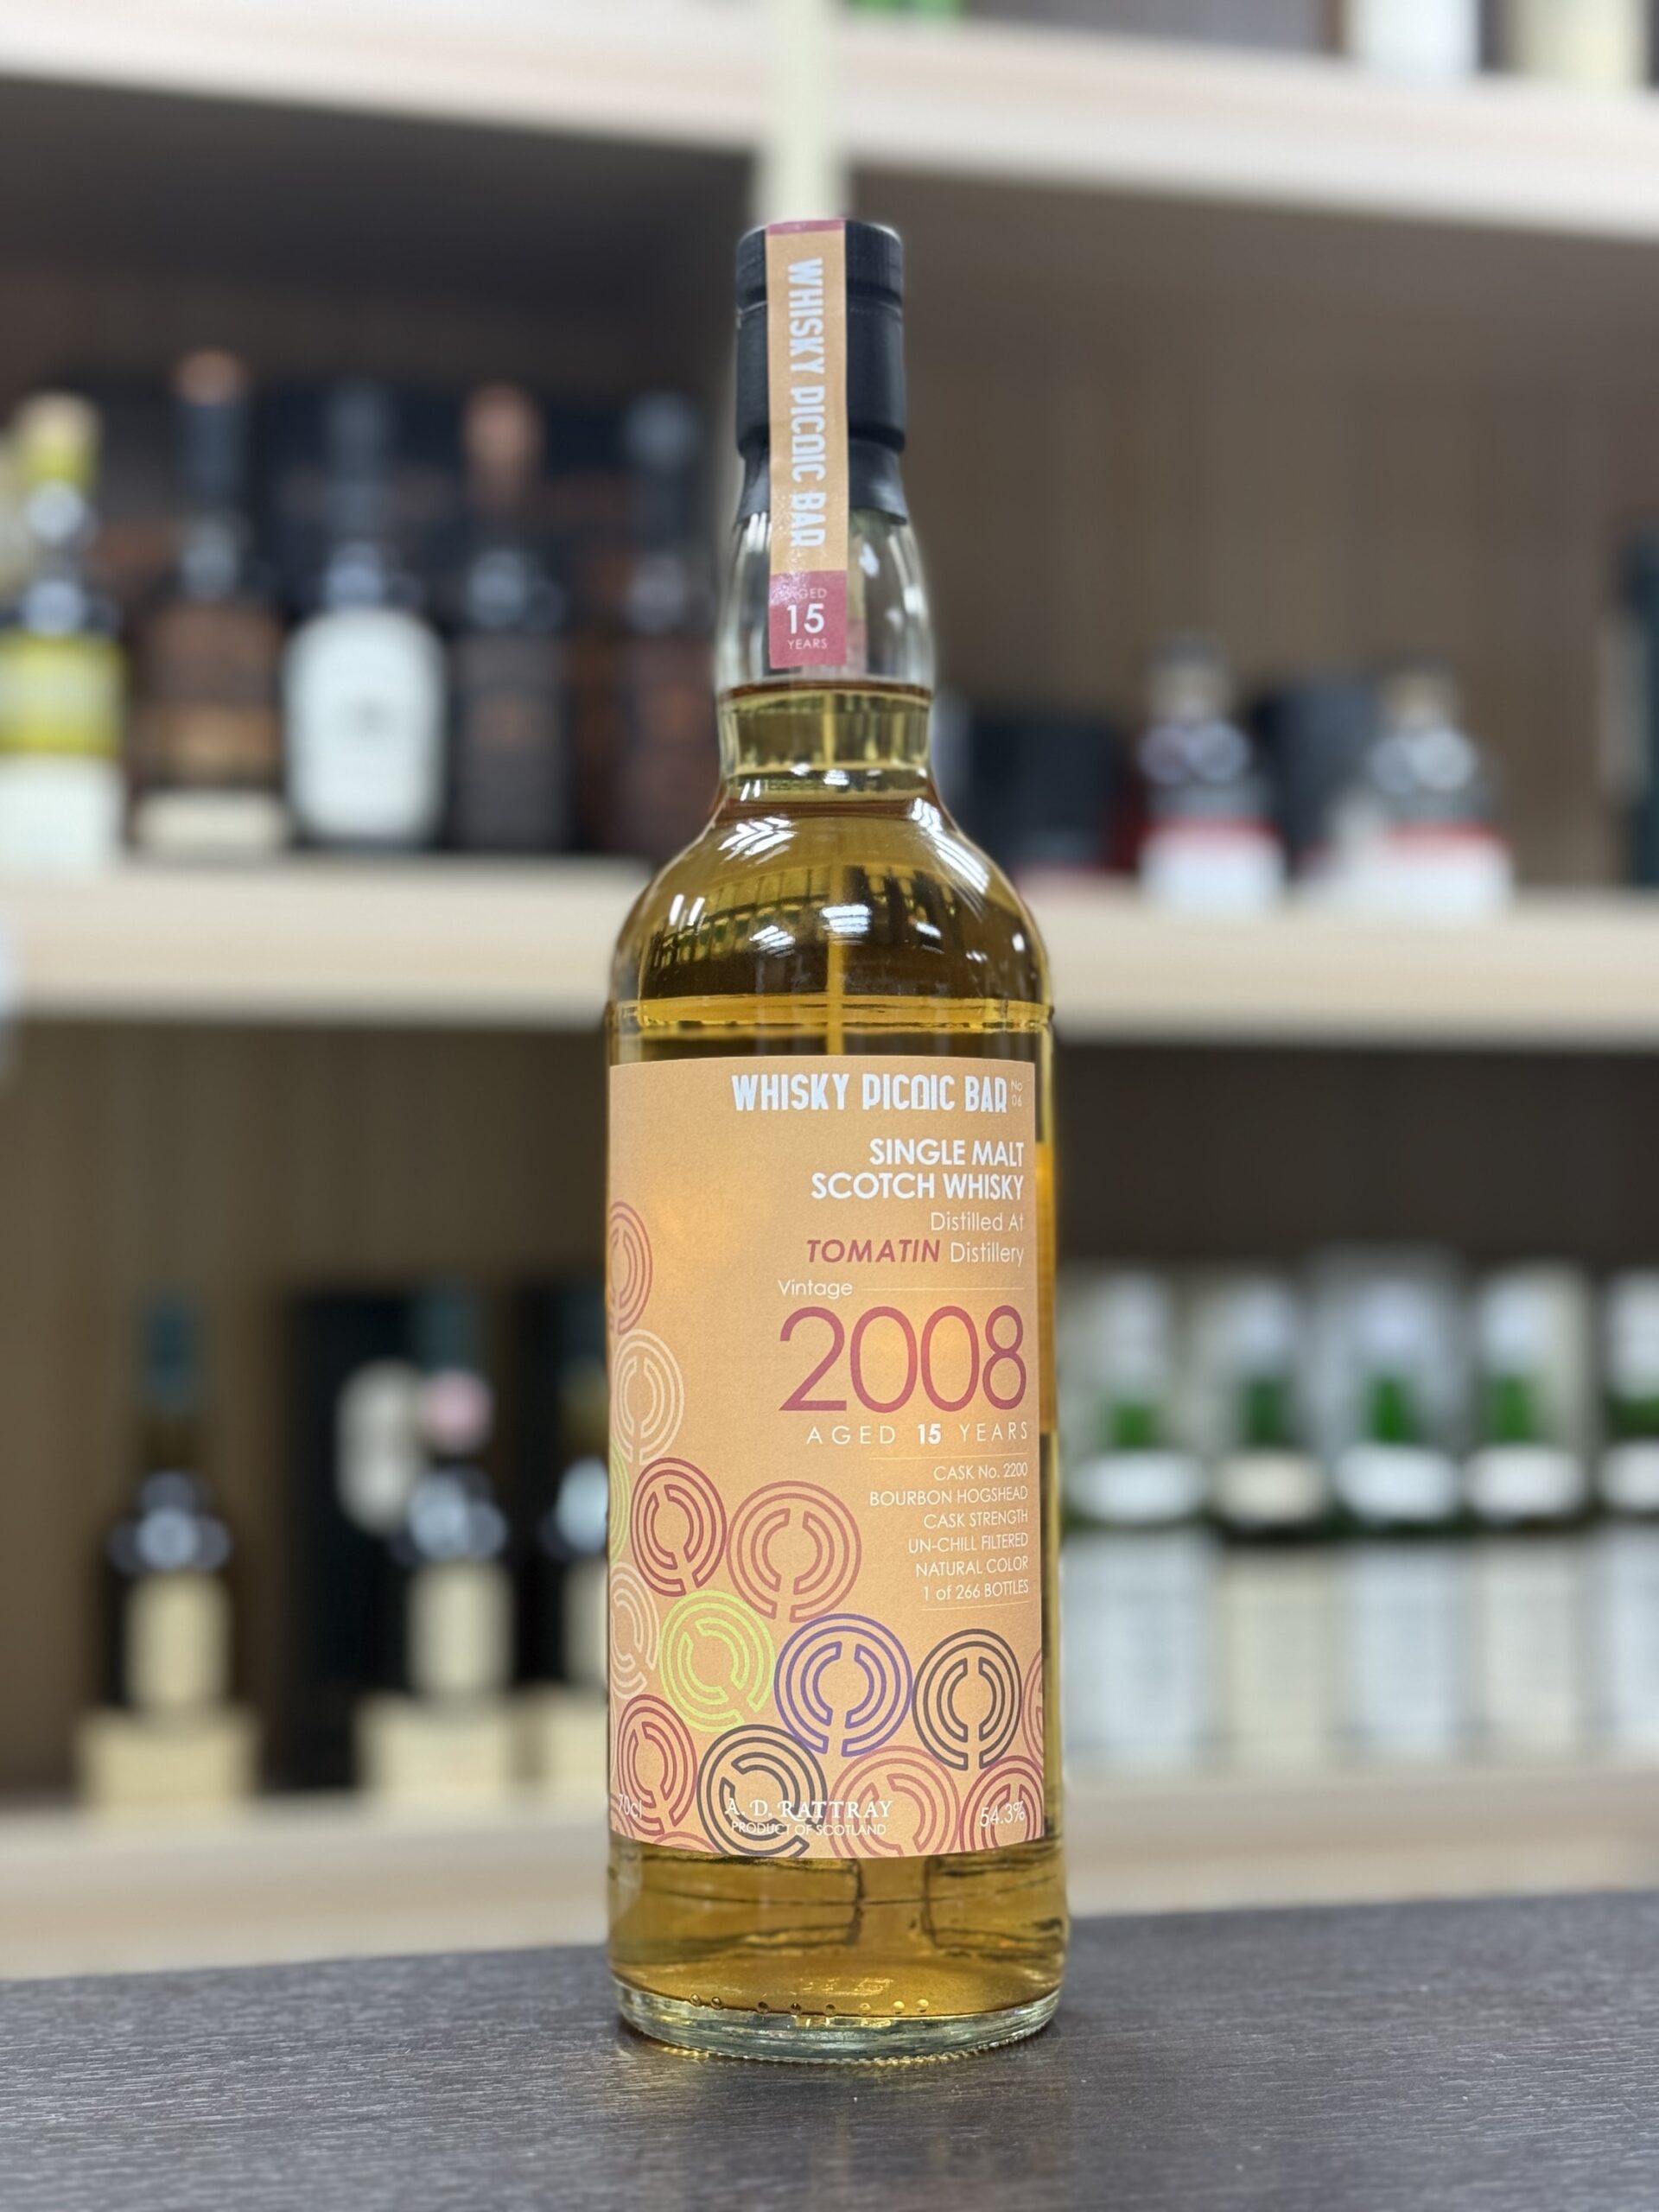 WHISKY PICNIC BAR
AGED
15
YEARS
WHISKY PICNIC BAR No 06
SINGLE MALT
SCOTCH WHISKY
Distilled At
TOMATIN Distillery
Vintage
2008
AGED 15 YEARS
CASK No. 2200
BOURBON HOGSHEAD
CASK STRENGTH
UN-CHILL FILTERED
NATURAL COLOR
1 of 266 BOTTLES
70cl
A. D. RATTRAY
PRODUCT OF SCOTLAND
54.3%